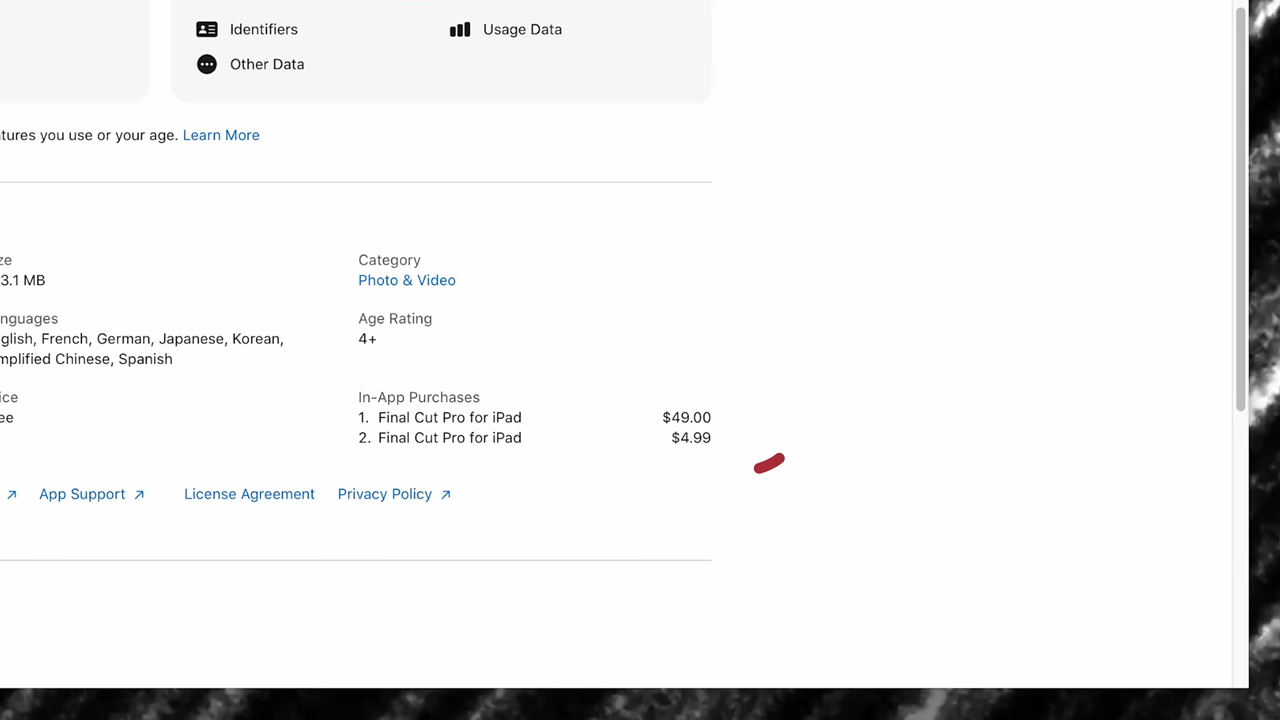 Identifiers
Usage Data
Other Data
tures you use or your age. Learn More
ze
3.1 MB
Category
Photo & Video
nguages
glish, French, German, Japanese, Korean,
mplified Chinese, Spanish
Age Rating
4+
ice
ee
In-App Purchases
1. Final Cut Pro for iPad $49.00
2. Final Cut Pro for iPad $4.99
App Support License Agreement Privacy Policy